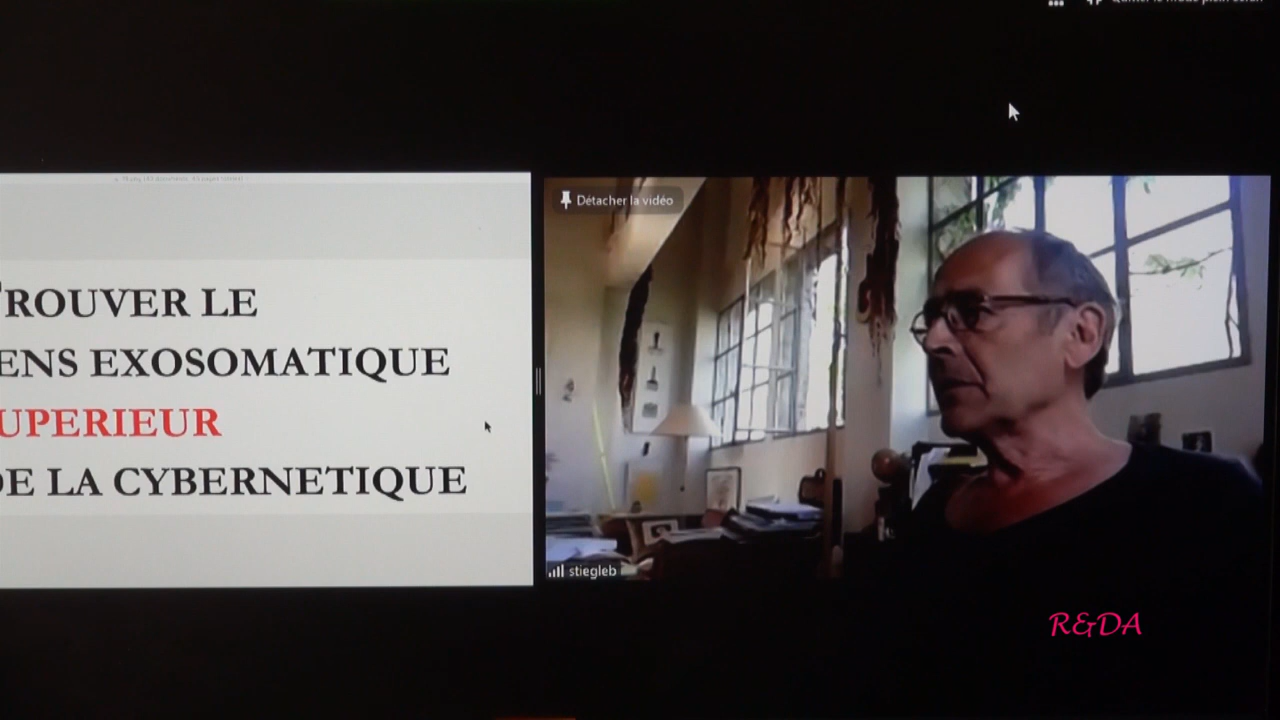 Détacher la vidéo
ROUVER LE
ENS EXOSOMATIQUE
UPERIEUR
DE LA CYBERNETIQUE
stiegleb
R&DA